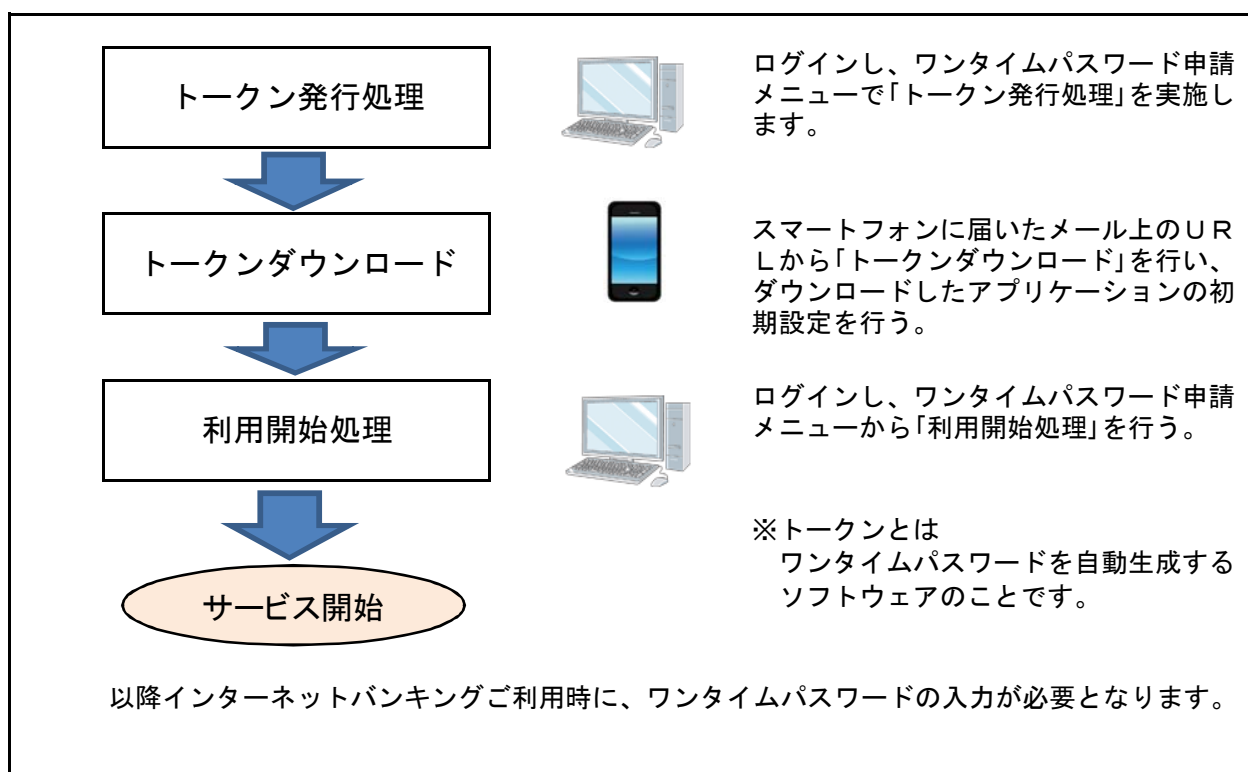 トークン発行処理
ログインし、ワンタイムパスワード申請
メニューで「トークン発行処理」を実施し
ます。
トークンダウンロード
スマートフォンに届いたメール上のＵＲ
Ｌから「トークンダウンロード」を行い、
ダウンロードしたアプリケーションの初
期設定を行う。
利用開始処理
ログインし、ワンタイムパスワード申請
メニューから「利用開始処理」を行う。
※トークンとは
ワンタイムパスワードを自動生成する
ソフトウェアのことです。
サービス開始
以降インターネットバンキングご利用時に、ワンタイムパスワードの入力が必要となります。